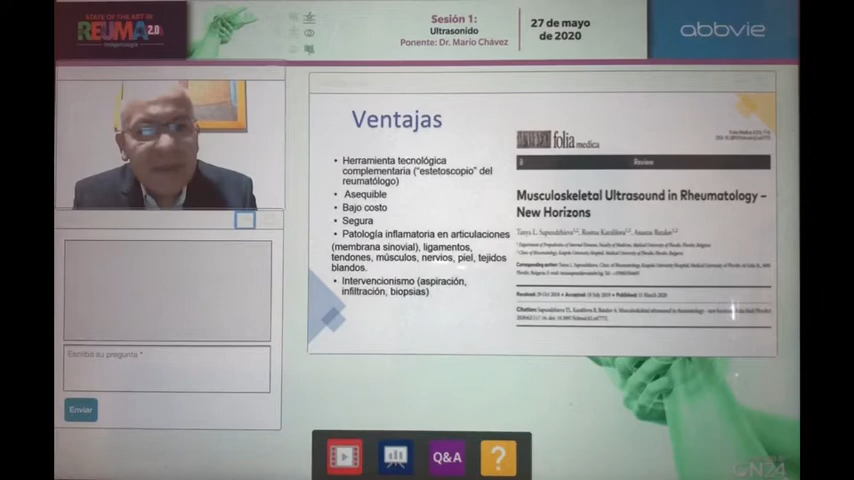 STATE OF THE ART IN
REUMA 2.0
Imagenología
Sesión 1:
Ultrasonido
Ponente: Dr. Mario Chávez
27 de mayo
de 2020
abbvie
Ventajas
• Herramienta tecnológica
complementaria ("estetoscopio" del
reumatólogo)
• Asequible
• Bajo costo
• Segura
• Patología inflamatoria en articulaciones
(membrana sinovial), ligamentos,
tendones, músculos, nervios, piel, tejidos
blandos.
• Intervencionismo (aspiración,
infiltración, biopsias)
folia medica
Review
Musculoskeletal Ultrasound in Rheumatology –
New Horizons
Escriba su pregunta *
Enviar
Q&A
?
ON24